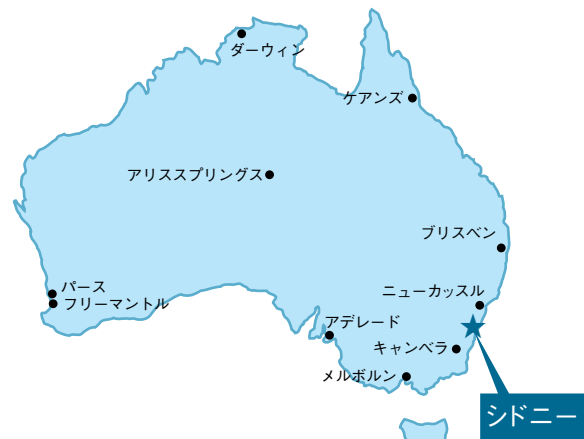 ダーウィン
ケアンズ
アリススプリングス
ブリスベン
パース
ニューカッスル
フリーマントル
アデレード
キャンベラ
メルボルン
シドニー